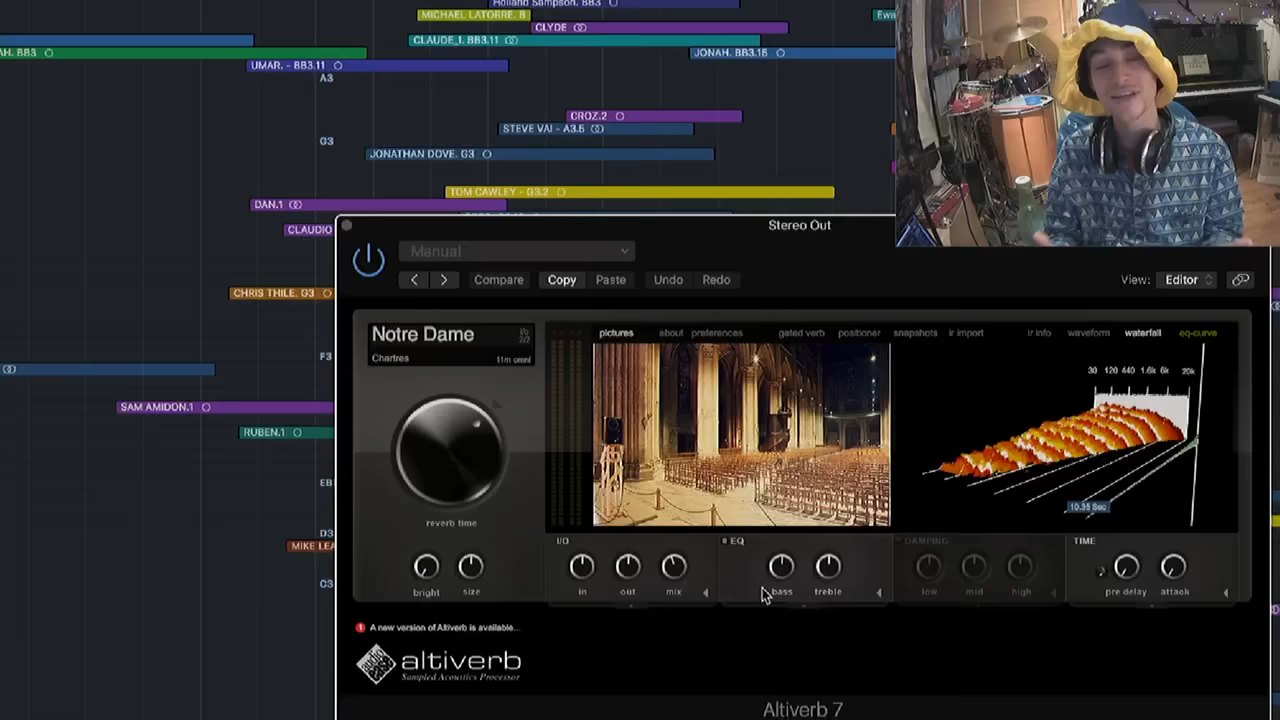 Holland Sampson. BB3
MICHAEL LATORRE. B
Ewa
CLYDE
CLAUDE_1. BB3.11
AH. BB3
JONAH. BB3.15
UMAR. - BB3.11
A3
CROZ.2
STEVE VAI - A3.5
G3
JONATHAN DOVE. G3
TOM CAWLEY - G3.2
DAN.1
CLAUDIO
Stereo Out
Manual
Compare
Copy
Paste
Undo
Redo
View:
Editor
CHRIS THILE. G3
Notre Dame
I/O
2/2
Chartres
11m omni
pictures
about
preferences
gated verb
positioner
snapshots
ir import
ir info
waveform
waterfall
eq-curve
F3
30 120 440 1.6k 6k 20k
SAM AMIDON.1
RUBEN.1
EB3
10.35 Sec
reverb time
D3
MIKE LEA
I/O
EQ
DAMPING
TIME
C3
bright
size
in
out
mix
bass
treble
low
mid
high
pre delay
attack
A new version of Altiverb is available...
altiverb
Sampled Acoustics Processor
Altiverb 7